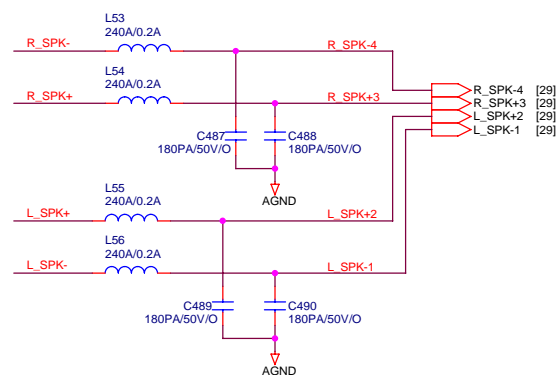 L53
240A/0.2A
R_SPK-
R_SPK-4
L54
240A/0.2A
R_SPK+
R_SPK+3
R_SPK-4 [29]
R_SPK+3 [29]
L_SPK+2 [29]
L_SPK-1 [29]
C487
180PA/50V/O
C488
180PA/50V/O
AGND
L55
240A/0.2A
L_SPK+
L_SPK+2
L56
240A/0.2A
L_SPK-
L_SPK-1
C489
180PA/50V/O
C490
180PA/50V/O
AGND